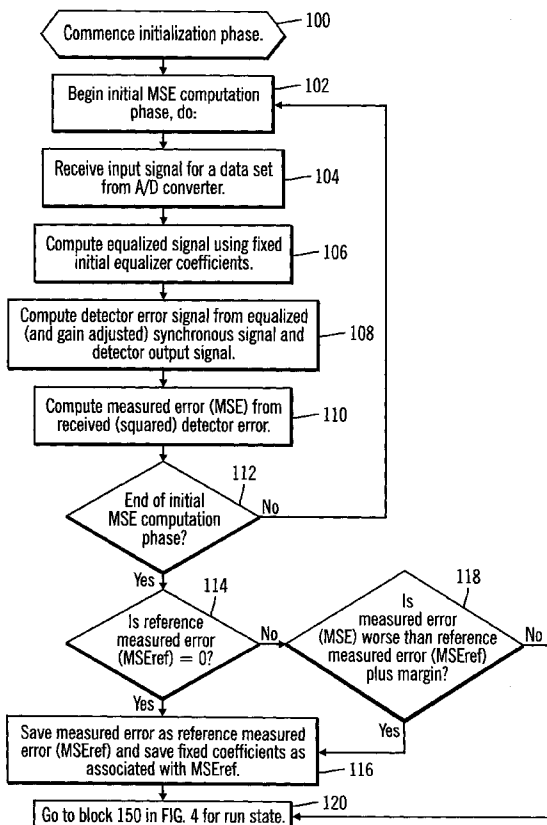 Commence initialization phase.
100
Begin initial MSE computation
phase, do:
102
Receive input signal for a data set
from A/D converter.
104
Compute equalized signal using fixed
initial equalizer coefficients.
106
Compute detector error signal from equalized
(and gain adjusted) synchronous signal and
detector output signal.
108
Compute measured error (MSE) from
received (squared) detector error.
110
112
End of initial
MSE computation
phase?
No
Yes
114
Is reference
measured error
(MSEref) = 0?
No
Yes
118
Is
measured error
(MSE) worse than reference
measured error (MSEref)
plus margin?
No
Yes
Save measured error as reference measured
error (MSEref) and save fixed coefficients as
associated with MSEref.
116
120
Go to block 150 in FIG. 4 for run state.